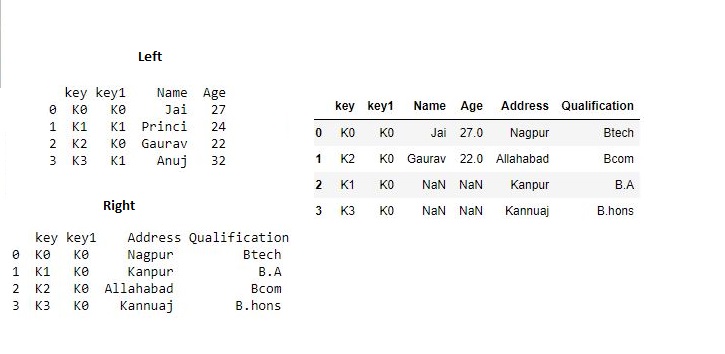 Left
key key1 Name Age
0 K0 K0 Jai 27
1 K1 K1 Princi 24
2 K2 K0 Gaurav 22
3 K3 K1 Anuj 32
Right
key key1 Address Qualification
0 K0 K0 Nagpur Btech
1 K1 K0 Kanpur B.A
2 K2 K0 Allahabad Bcom
3 K3 K0 Kannuaj B.hons
key key1 Name Age Address Qualification
0 K0 K0 Jai 27.0 Nagpur Btech
1 K2 K0 Gaurav 22.0 Allahabad Bcom
2 K1 K0 NaN NaN Kanpur B.A
3 K3 K0 NaN NaN Kannuaj B.hons